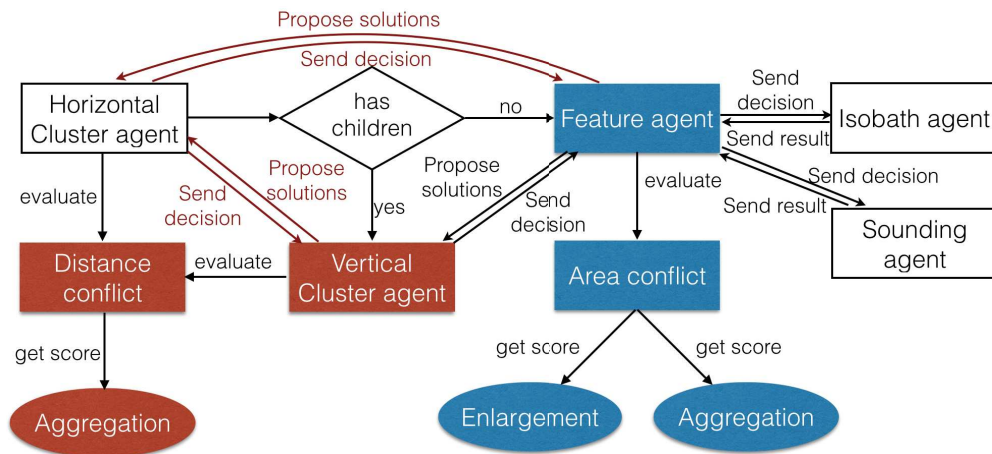 Propose solutions
Send decision
Horizontal
Cluster agent
has
children
no
Feature agent
Send
decision
Send result
Isobath agent
evaluate
Send
decision
Propose
solutions
yes
Propose
solutions
Send
decision
evaluate
Send decision
Send result
Sounding
agent
Distance
conflict
evaluate
Vertical
Cluster agent
Area conflict
get score
get score
get score
Aggregation
Enlargement
Aggregation